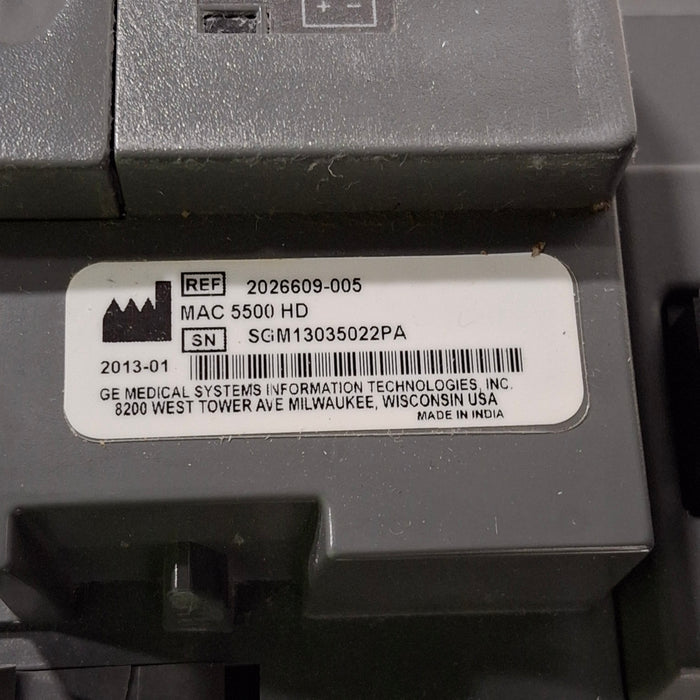 + -
REF 2026609-005
MAC 5500 HD
SN SGM13035022PA
2013-01
GE MEDICAL SYSTEMS INFORMATION TECHNOLOGIES, INC.
8200 WEST TOWER AVE MILWAUKEE, WISCONSIN USA
MADE IN INDIA